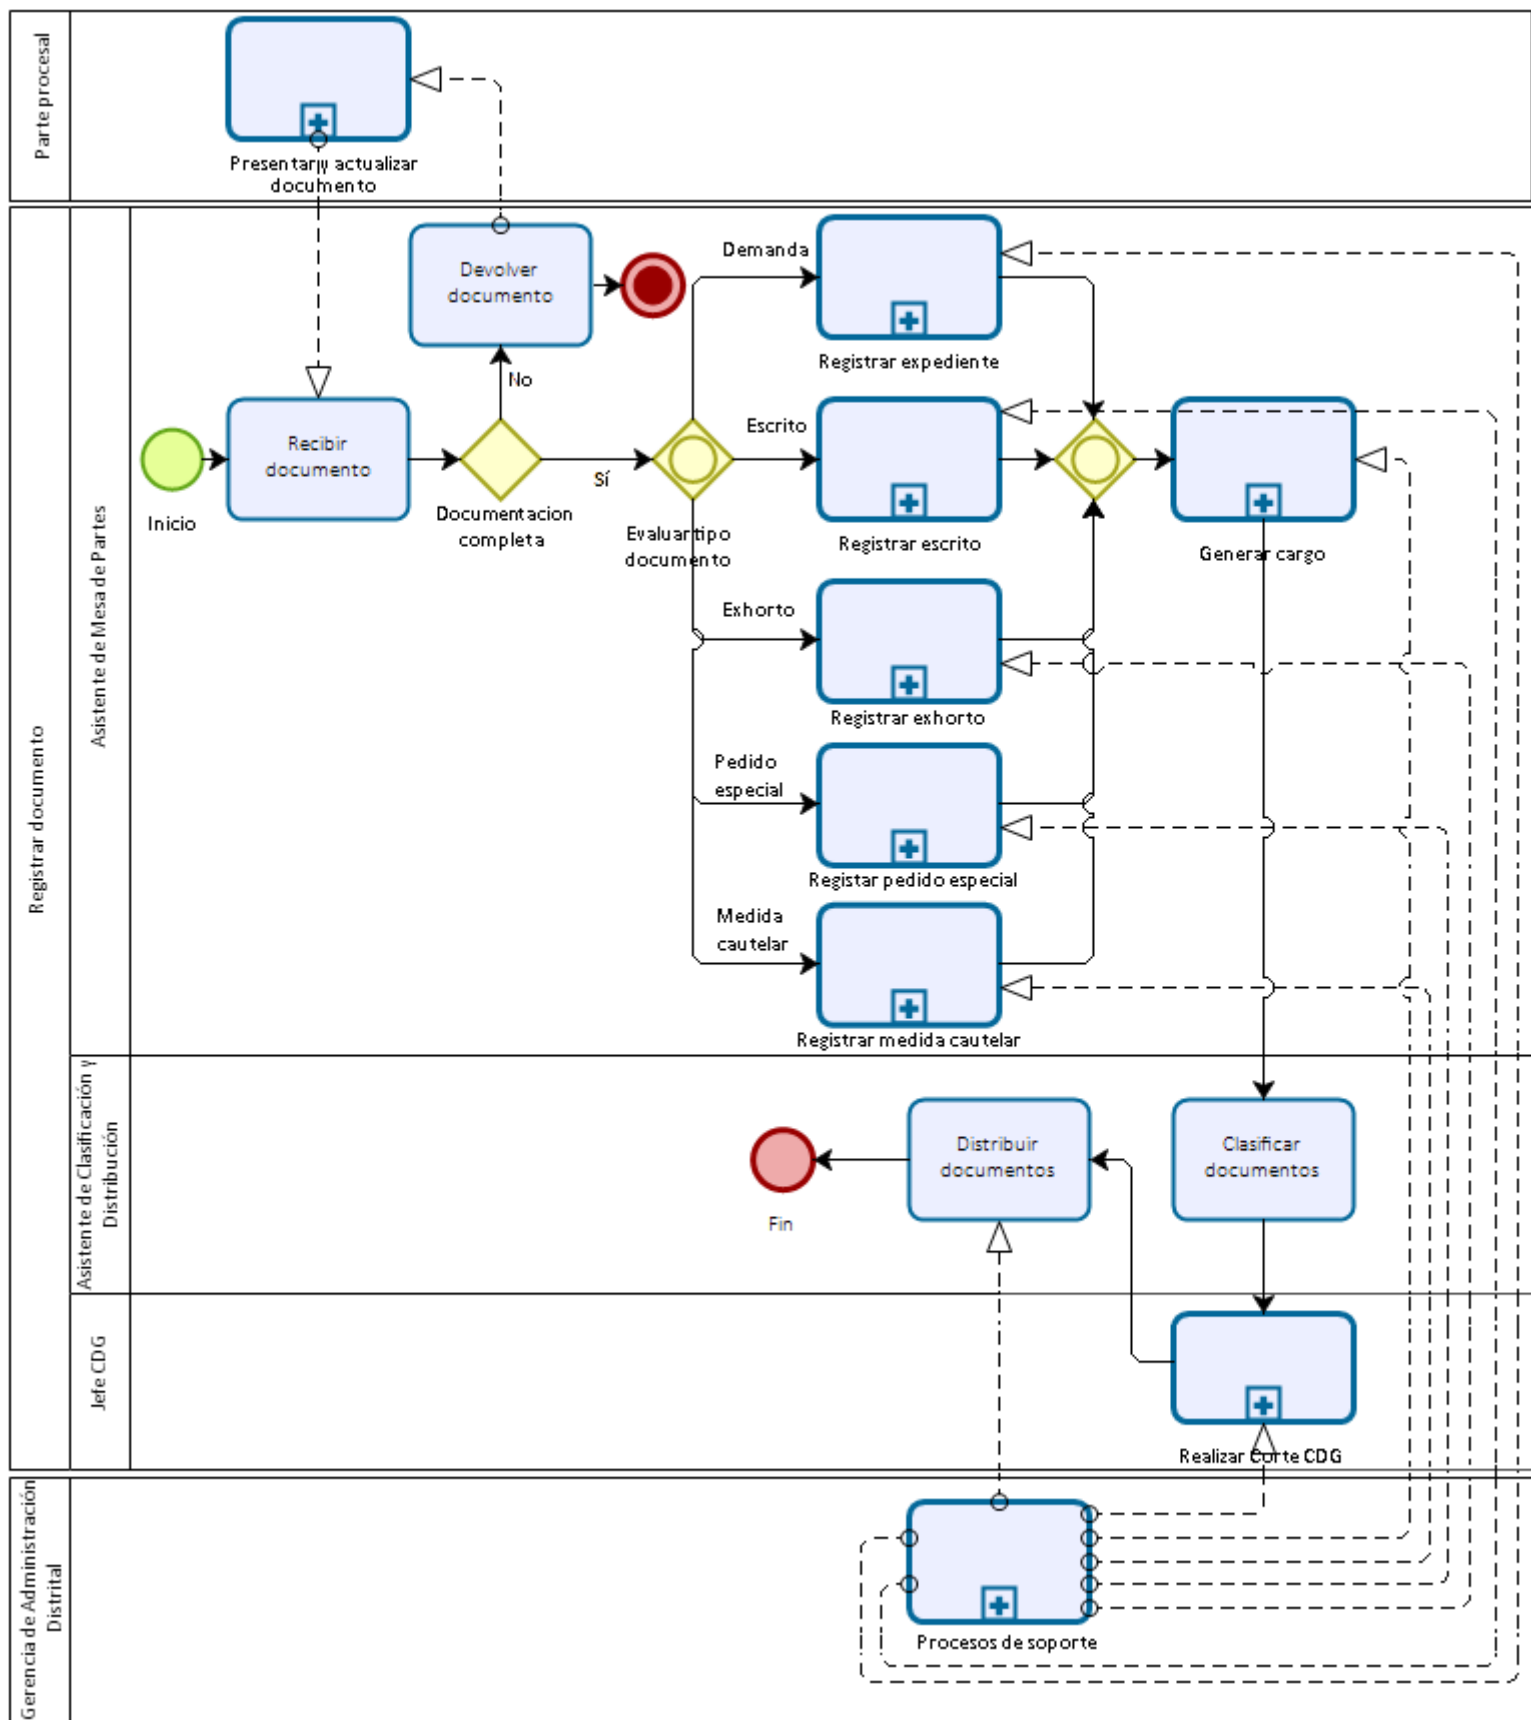 Parte procesal
Presentar y actualizar
documento
Registrar documento
Asistente de Mesa de Partes
Devolver
documento
No
Inicio
Recibir
documento
Documentacion
completa
Sí
Evaluar tipo
documento
Demanda
Registrar expediente
Escrito
Registrar escrito
Generar cargo
Exhorto
Registrar exhorto
Pedido
especial
Registar pedido especial
Medida
cautelar
Registrar medida cautelar
Asistente de Clasificación y
Distribución
Fin
Distribuir
documentos
Clasificar
documentos
Jefe CDG
Realizar Corte CDG
Gerencia de Administración
Distrital
Procesos de soporte